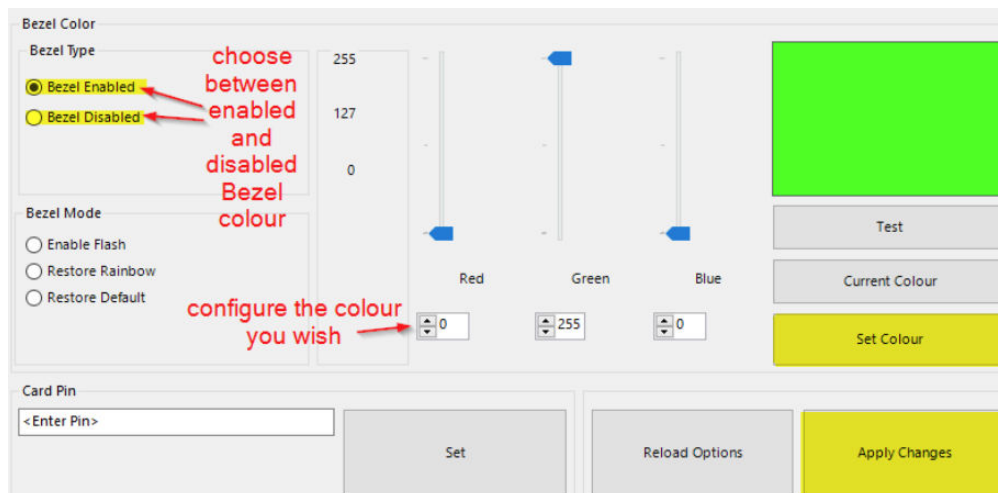 Bezel Color
Bezel Type
Bezel Enabled
Bezel Disabled
choose
between
enabled
and
disabled
Bezel
colour
255
127
0
Bezel Mode
Enable Flash
Restore Rainbow
Restore Default
Red
Green
Blue
configure the colour
you wish
0
255
0
Test
Current Colour
Set Colour
Card Pin
<Enter Pin>
Set
Reload Options
Apply Changes